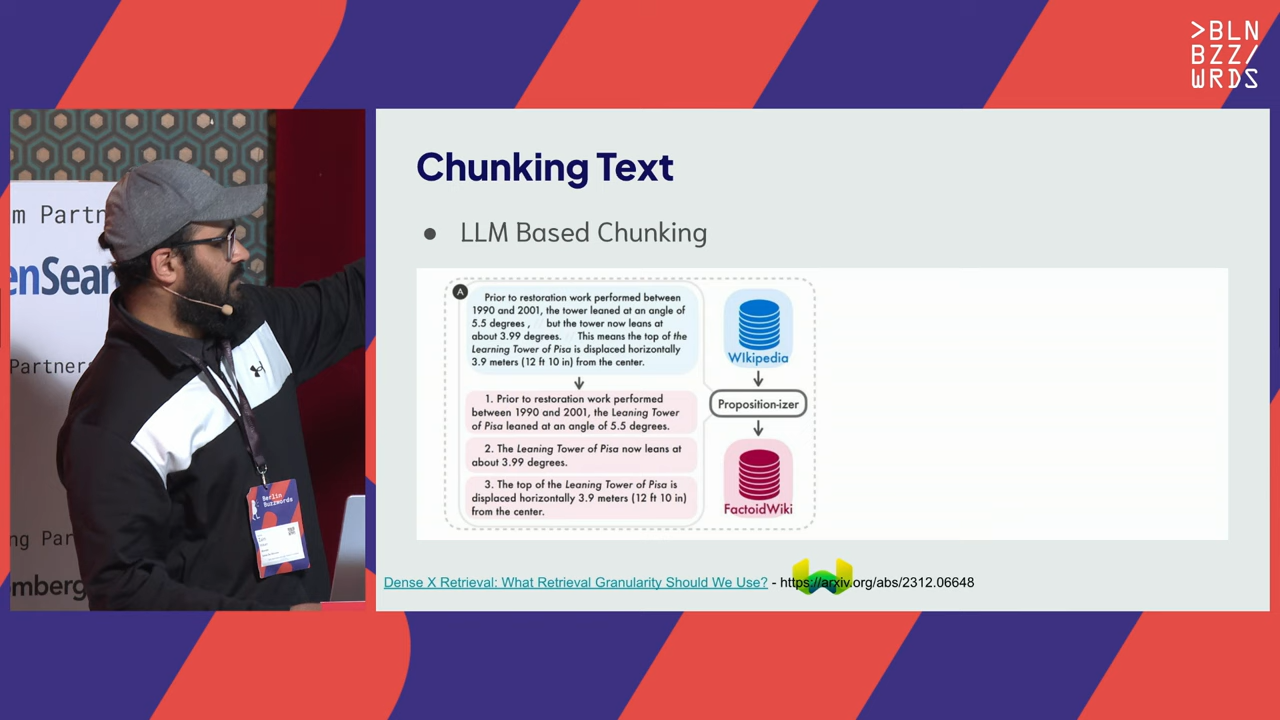 >BLN
BZZ/
WRDS
m Partn
enSear
Partners
ng Par
mberg
Berlin
Buzzwords
Chunking Text
● LLM Based Chunking
A
Prior to restoration work performed between
1990 and 2001, the tower leaned at an angle of
5.5 degrees , but the tower now leans at
about 3.99 degrees. This means the top of the
Learning Tower of Pisa is displaced horizontally
3.9 meters (12 ft 10 in) from the center.
1. Prior to restoration work performed
between 1990 and 2001, the Leaning Tower
of Pisa leaned at an angle of 5.5 degrees.
2. The Leaning Tower of Pisa now leans at
about 3.99 degrees.
3. The top of the Leaning Tower of Pisa is
displaced horizontally 3.9 meters (12 ft 10 in)
from the center.
WIkipedia
Proposition-izer
FactoidWiki
Dense X Retrieval: What Retrieval Granularity Should We Use? - https://arxiv.org/abs/2312.06648